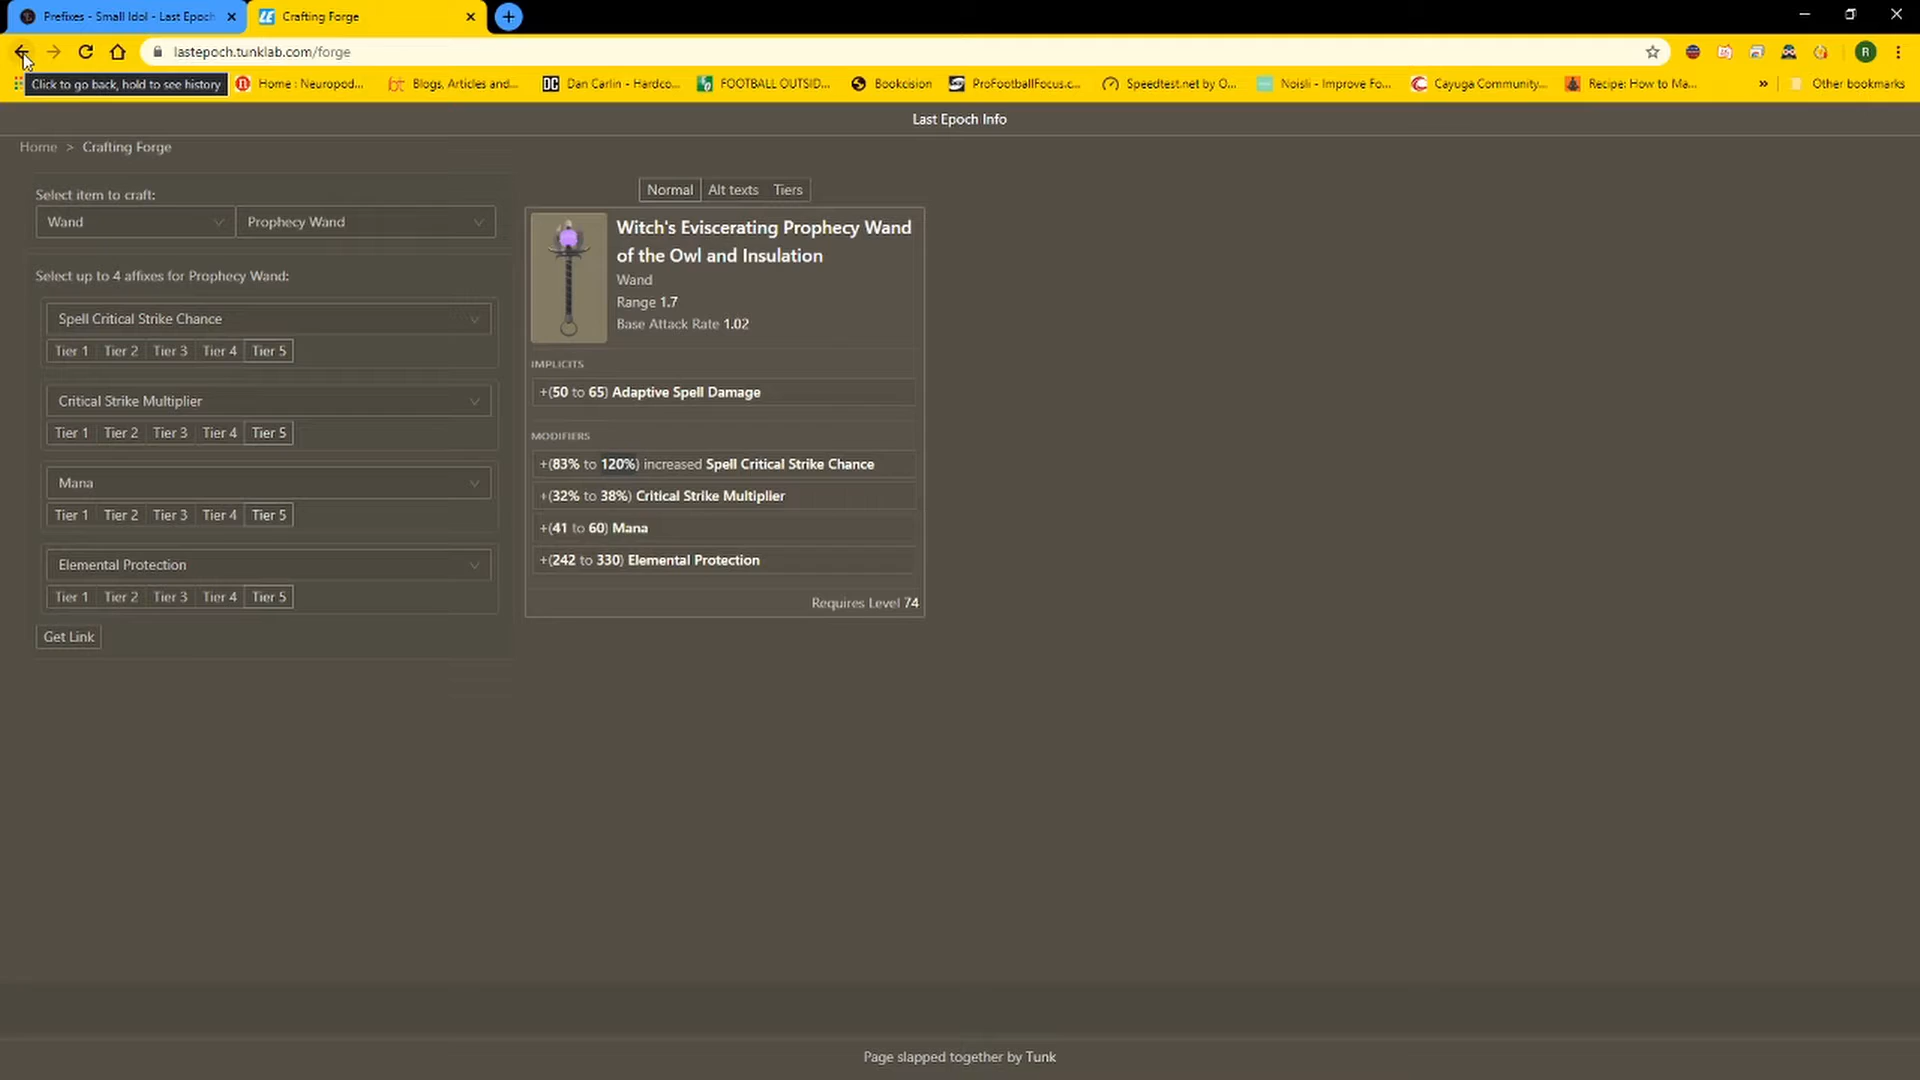 Prefixes - Small Idol - Last Epoch
Crafting Forge
lastepoch.tunklab.com/forge
Click to go back, hold to see history
Home : Neuropod...
Blogs, Articles and...
Dan Carlin - Hardco...
FOOTBALL OUTSID...
Bookcision
ProFootballFocus.c...
Speedtest.net by O...
Noisli - Improve Fo...
Cayuga Community...
Recipe: How to Ma...
»
Other bookmarks
Last Epoch Info
Home > Crafting Forge
Select item to craft:
Wand
Prophecy Wand
Select up to 4 affixes for Prophecy Wand:
Spell Critical Strike Chance
Tier 1 Tier 2 Tier 3 Tier 4 Tier 5
Critical Strike Multiplier
Tier 1 Tier 2 Tier 3 Tier 4 Tier 5
Mana
Tier 1 Tier 2 Tier 3 Tier 4 Tier 5
Elemental Protection
Tier 1 Tier 2 Tier 3 Tier 4 Tier 5
Get Link
Normal Alt texts Tiers
Witch's Eviscerating Prophecy Wand
of the Owl and Insulation
Wand
Range 1.7
Base Attack Rate 1.02
IMPLICITS
+(50 to 65) Adaptive Spell Damage
MODIFIERS
+(83% to 120%) increased Spell Critical Strike Chance
+(32% to 38%) Critical Strike Multiplier
+(41 to 60) Mana
+(242 to 330) Elemental Protection
Requires Level 74
Page slapped together by Tunk